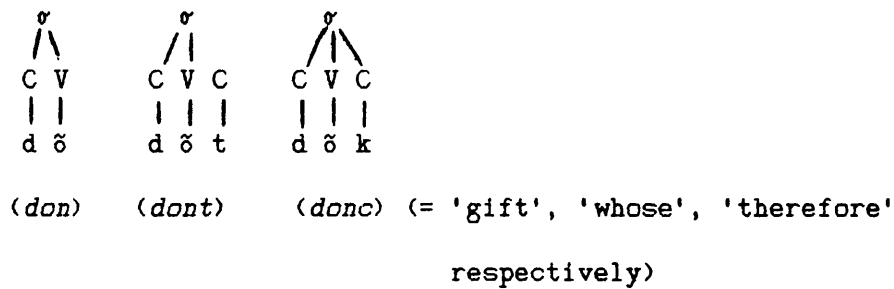 σ σ σ
C V C V C C V C
d õ d õ t d õ k
(don) (dont) (donc) (= 'gift', 'whose', 'therefore'
respectively)